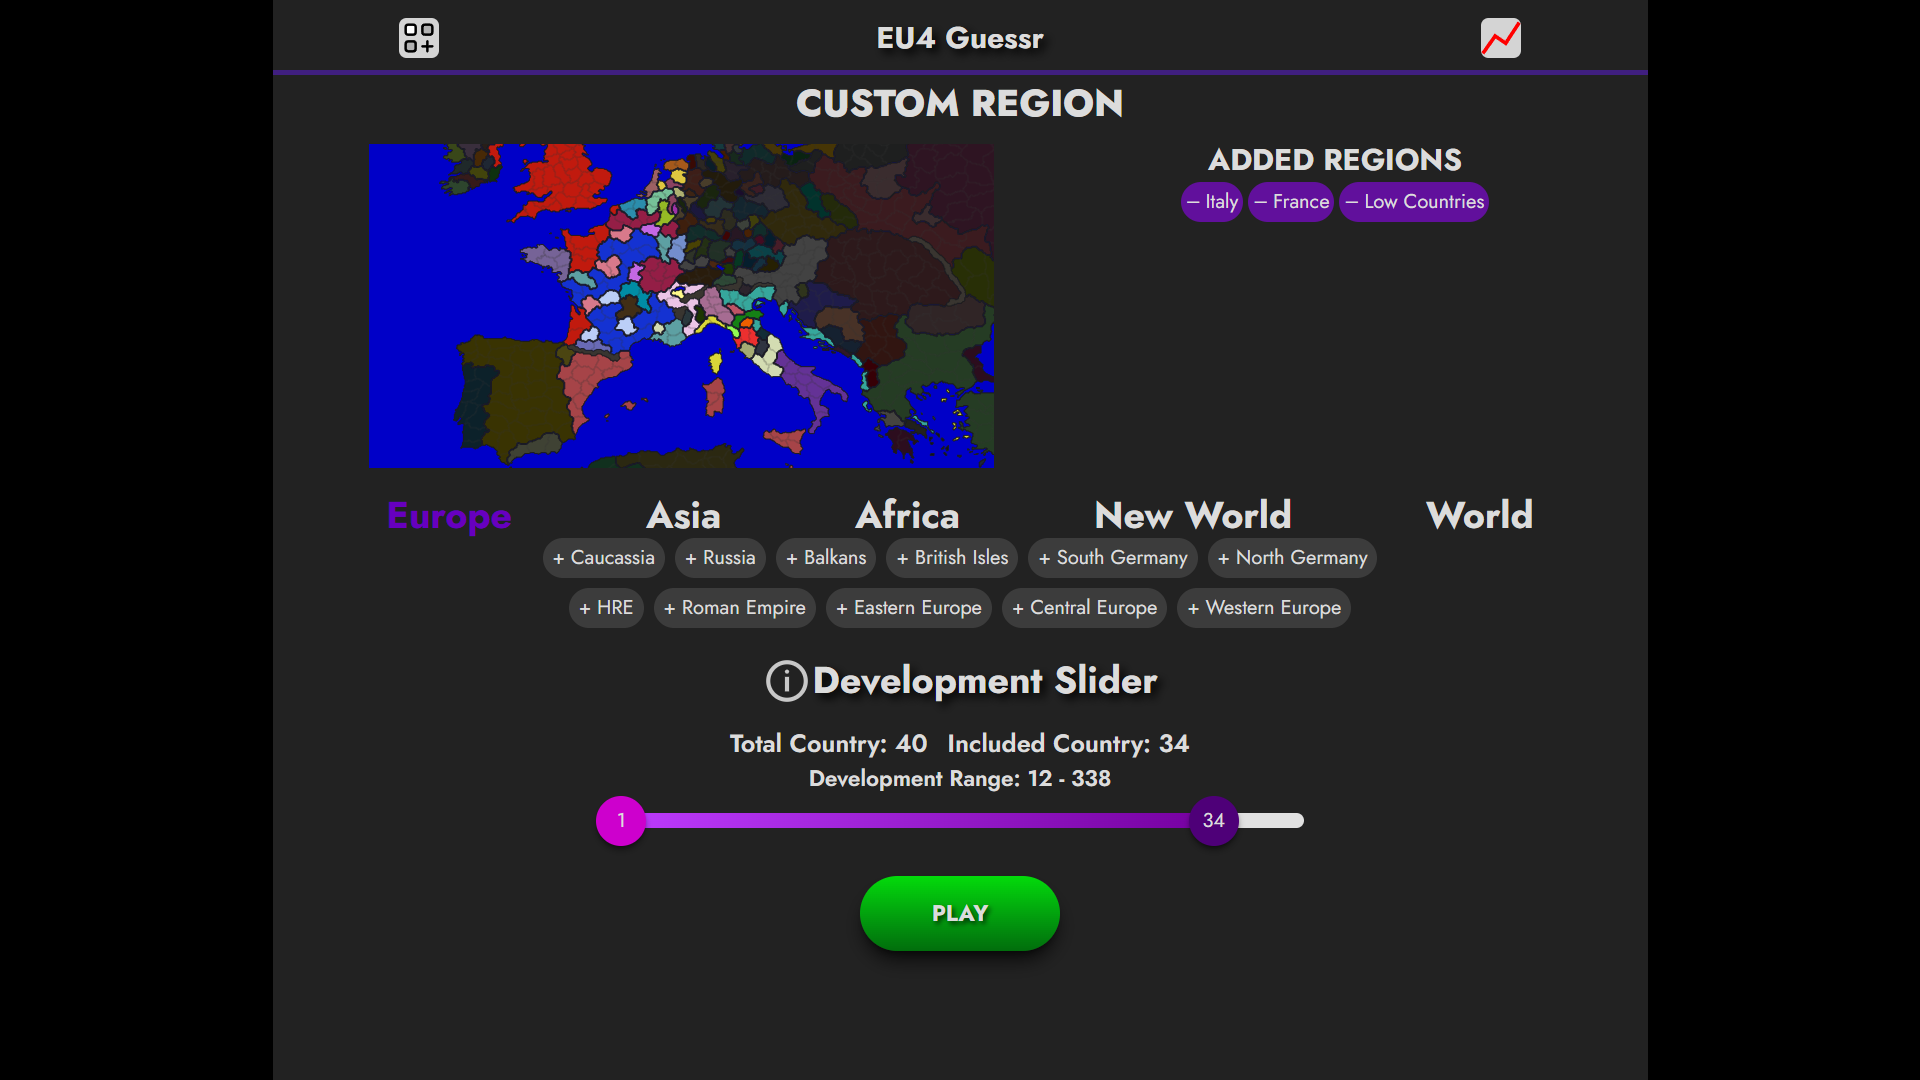 EU4 Guessr
CUSTOM REGION
ADDED REGIONS
– Italy – France – Low Countries
Europe Asia Africa New World World
+ Caucassia + Russia + Balkans + British Isles + South Germany + North Germany
+ HRE + Roman Empire + Eastern Europe + Central Europe + Western Europe
Development Slider
Total Country: 40 Included Country: 34
Development Range: 12 - 338
1 34
PLAY